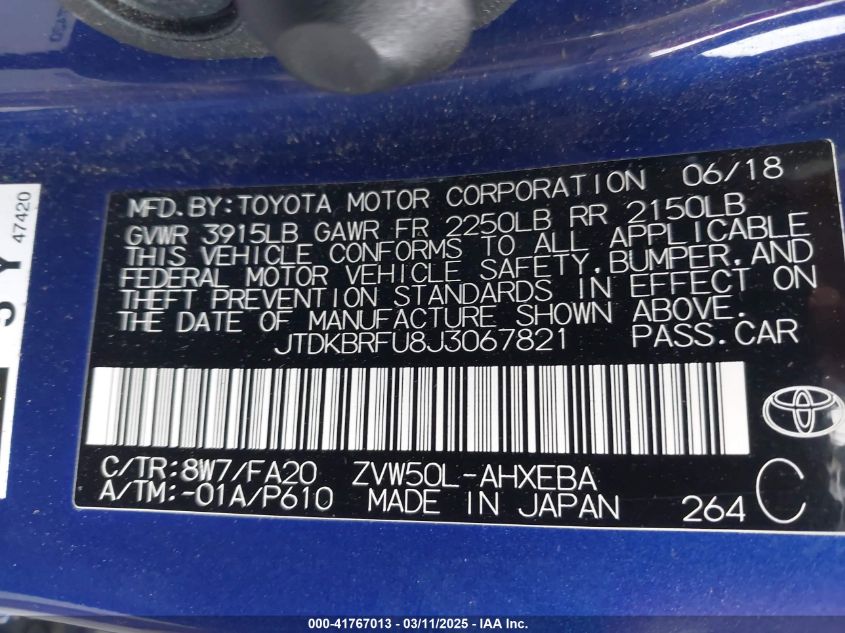 MFD.BY:TOYOTA MOTOR CORPORATION 06/18
GVWR 3915LB GAWR FR 2250LB RR 2150LB
THIS VEHICLE CONFORMS TO ALL APPLICABLE
FEDERAL MOTOR VEHICLE SAFETY,BUMPER,AND
THEFT PREVENTION STANDARDS IN EFFECT ON
THE DATE OF MANUFACTURE SHOWN ABOVE.
JTDKBRFU8J3067821 PASS.CAR
C/TR:8W7/FA20 ZVW50L-AHXEBA
A/TM:-01A/P610 MADE IN JAPAN 264 C
47420
000-41767013 - 03/11/2025 - IAA Inc.